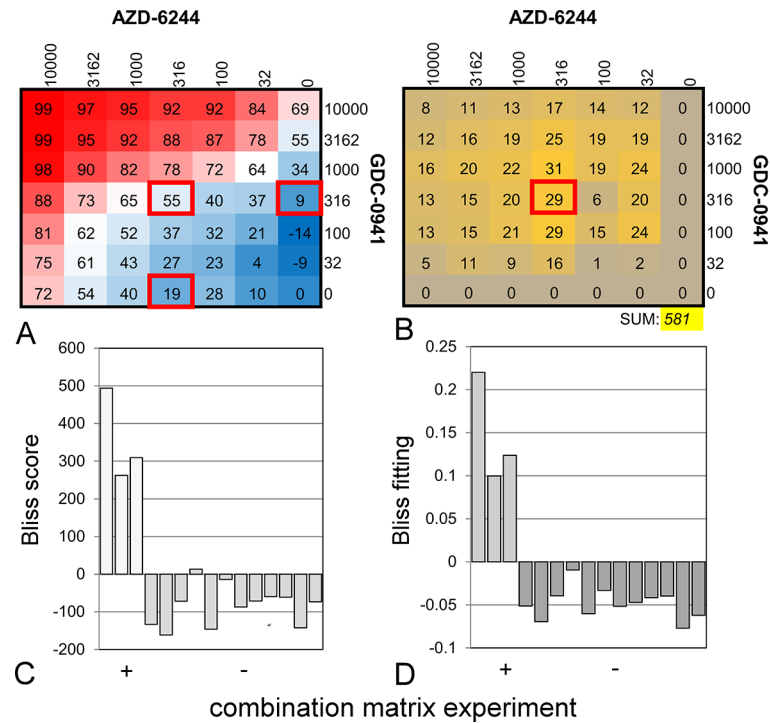 AZD-6244
10000 3162 1000 316 100 32 0
99 97 95 92 92 84 69 10000
99 95 92 88 87 78 55 3162
98 90 82 78 72 64 34 1000
88 73 65 55 40 37 9 316
81 62 52 37 32 21 -14 100
75 61 43 27 23 4 -9 32
72 54 40 19 28 10 0 0
GDC-0941
A
AZD-6244
10000 3162 1000 316 100 32 0
8 11 13 17 14 12 0 10000
12 16 19 25 19 19 0 3162
16 20 22 31 19 24 0 1000
13 15 20 29 6 20 0 316
13 15 21 29 15 24 0 100
5 11 9 16 1 2 0 32
0 0 0 0 0 0 0 0
GDC-0941
SUM: 581
B
Bliss score
600
500
400
300
200
100
0
-100
-200
+ -
C
Bliss fitting
0.25
0.2
0.15
0.1
0.05
0
-0.05
-0.1
+ -
D
combination matrix experiment